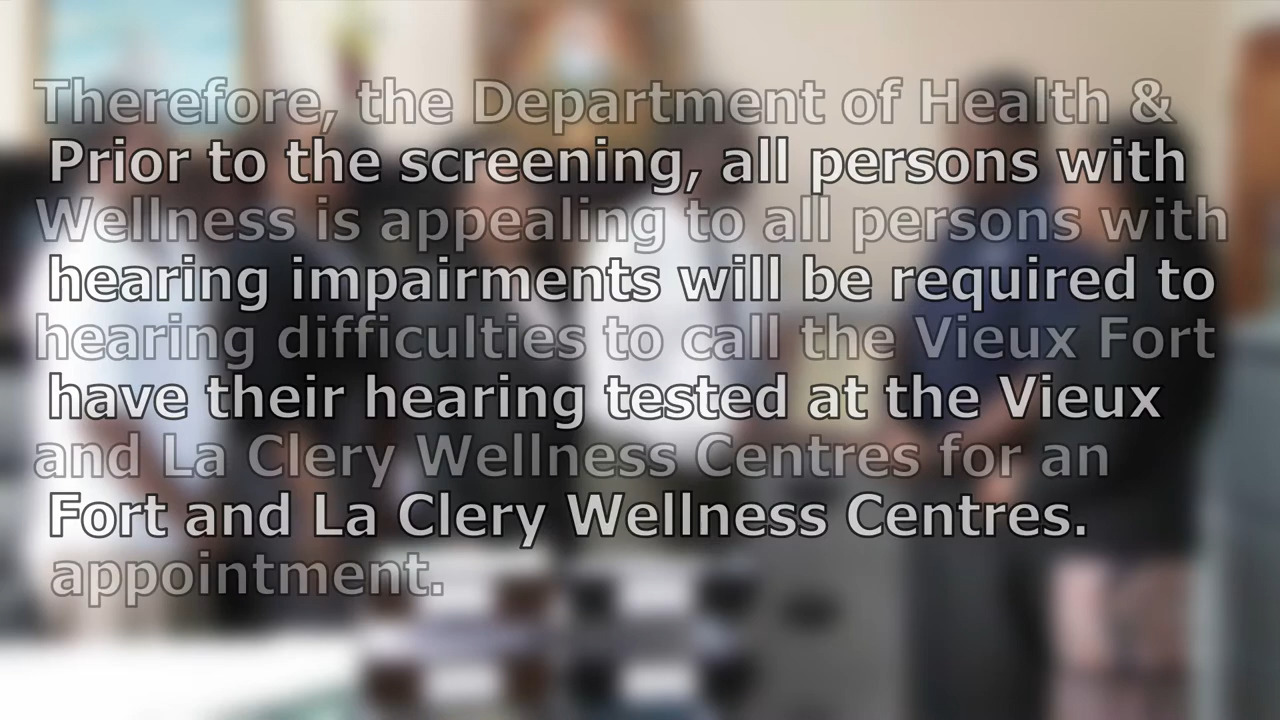 Therefore, the Department of Health &
Prior to the screening, all persons with
Wellness is appealing to all persons with
hearing impairments will be required to
hearing difficulties to call the Vieux Fort
have their hearing tested at the Vieux
and La Clery Wellness Centres for an
Fort and La Clery Wellness Centres.
appointment.